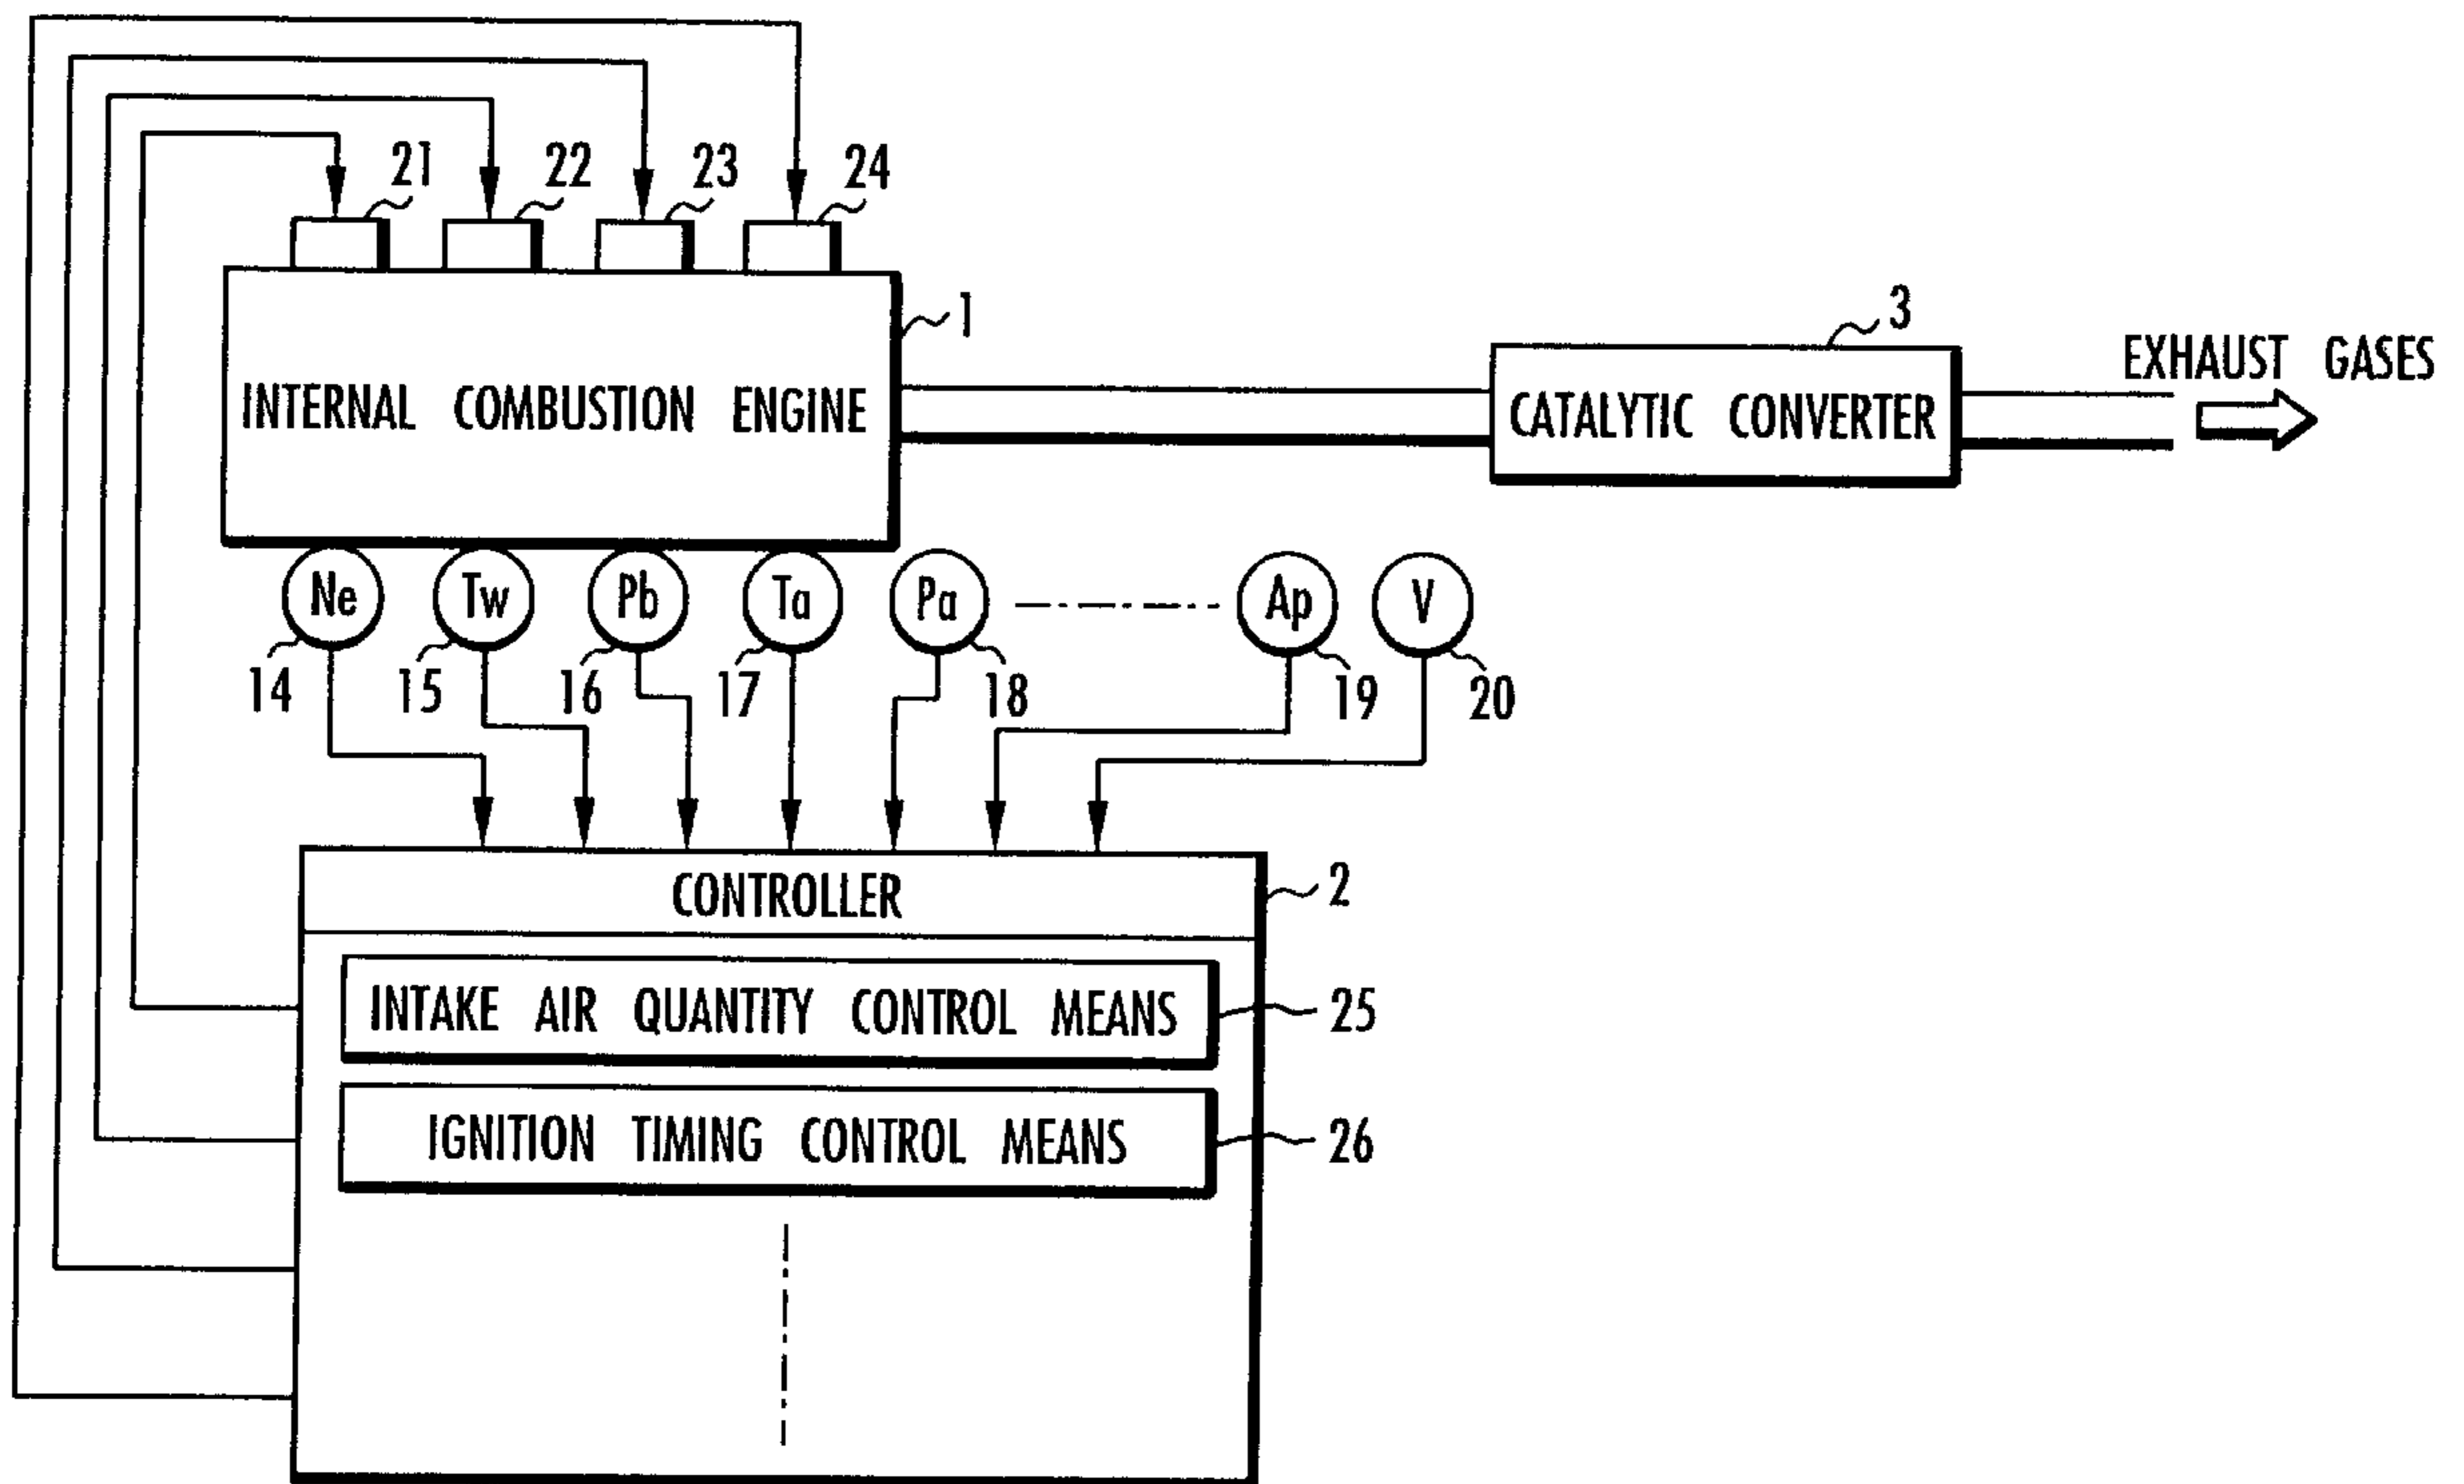 21
22
23
24
1
INTERNAL COMBUSTION ENGINE
3
CATALYTIC CONVERTER
EXHAUST GASES
Ne
Tw
Pb
Ta
Pa
Ap
V
14
15
16
17
18
19
20
CONTROLLER
2
INTAKE AIR QUANTITY CONTROL MEANS
25
IGNITION TIMING CONTROL MEANS
26